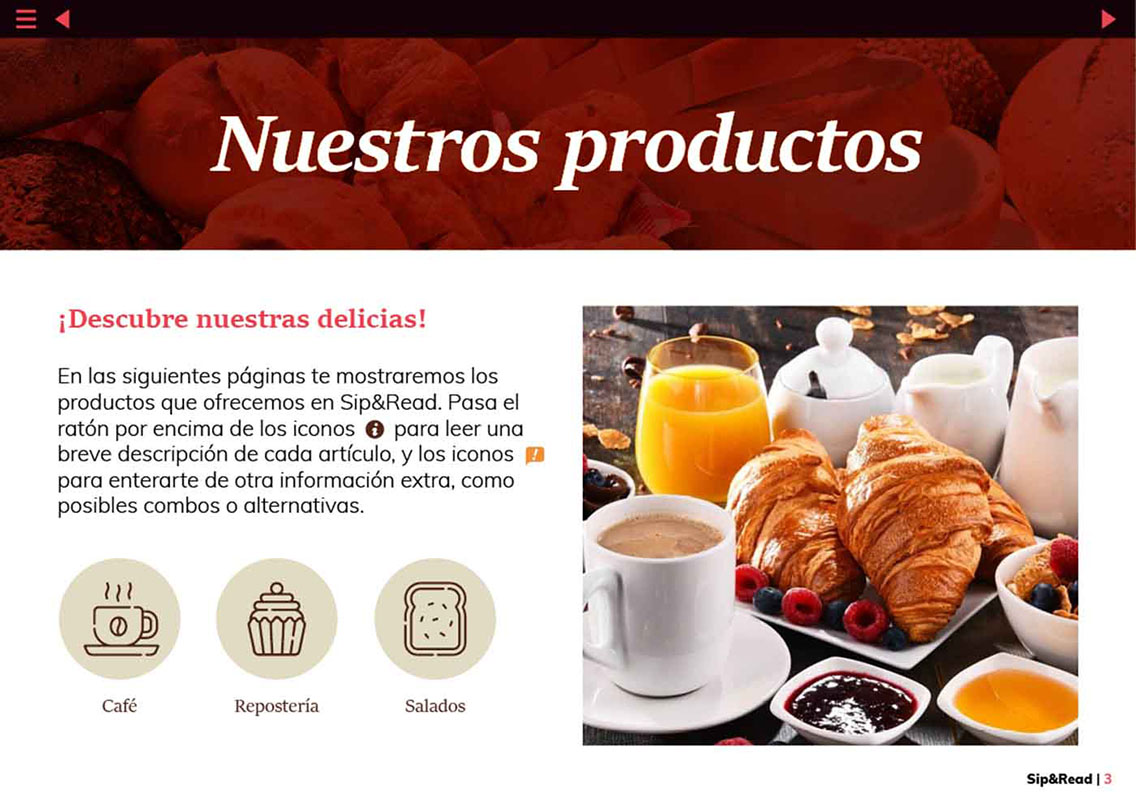 Nuestros productos
¡Descubre nuestras delicias!
En las siguientes páginas te mostraremos los
productos que ofrecemos en Sip&Read. Pasa el
ratón por encima de los iconos para leer una
breve descripción de cada artículo, y los iconos
para enterarte de otra información extra, como
posibles combos o alternativas.
Café
Repostería
Salados
Sip&Read | 3